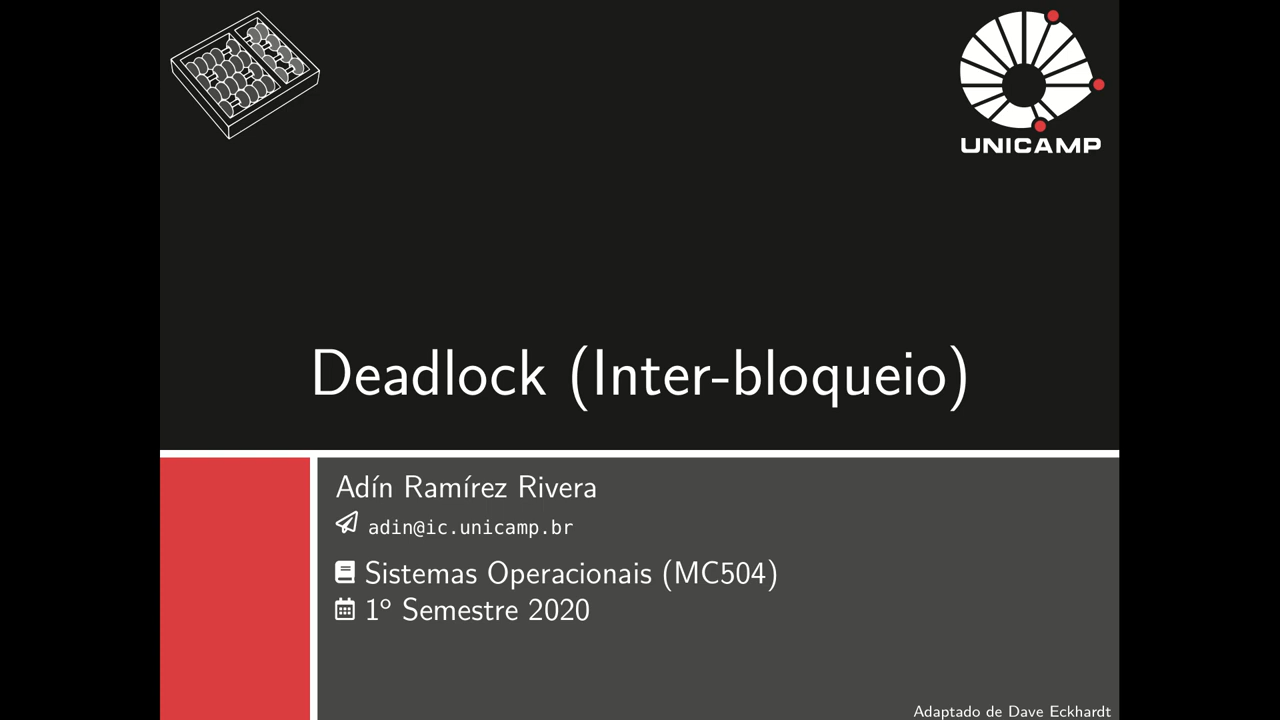 UNICAMP
Deadlock (Inter-bloqueio)
Adín Ramírez Rivera
adin@ic.unicamp.br
Sistemas Operacionais (MC504)
1º Semestre 2020
Adaptado de Dave Eckhardt